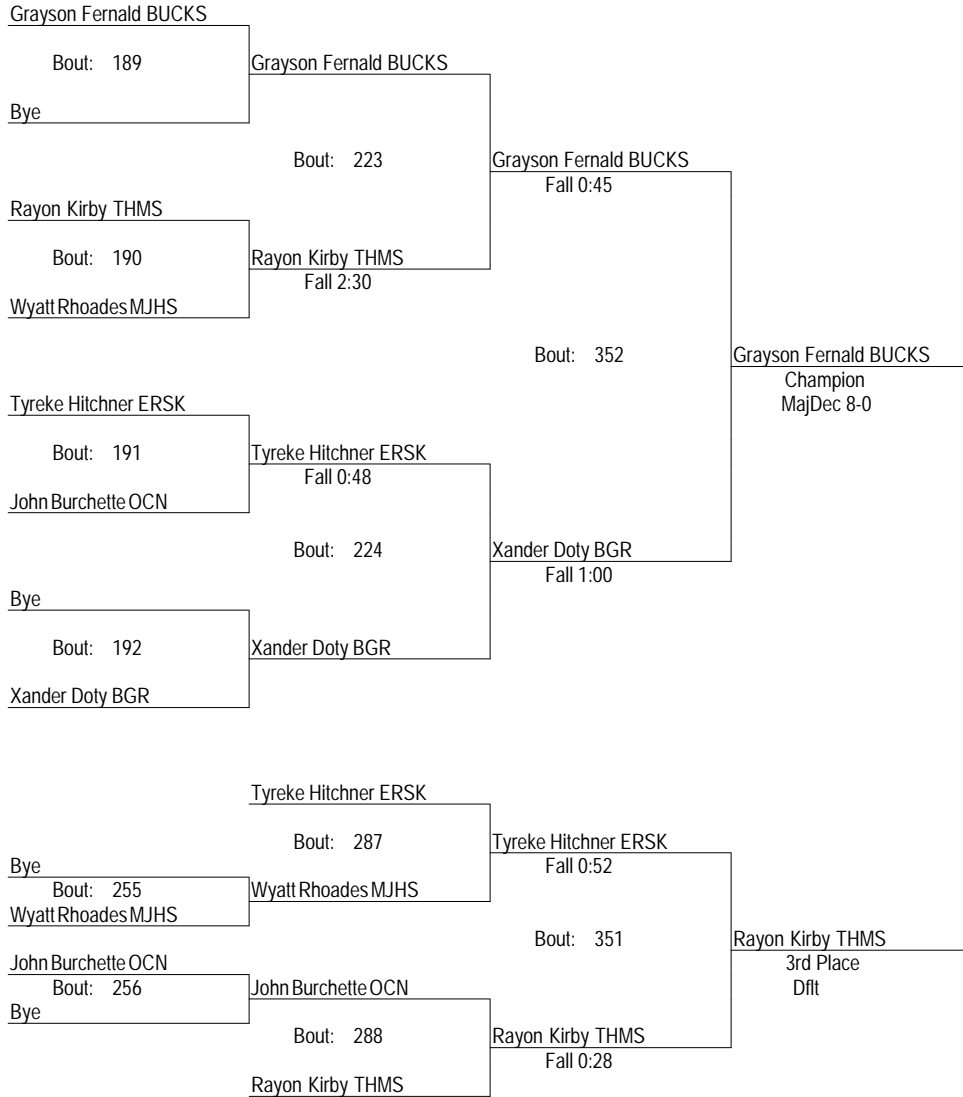 Grayson Fernald BUCKS
Bout: 189
Grayson Fernald BUCKS
Bye
Bout: 223
Grayson Fernald BUCKS
Fall 0:45
Rayon Kirby THMS
Bout: 190
Rayon Kirby THMS
Fall 2:30
Wyatt Rhoades MJHS
Bout: 352
Grayson Fernald BUCKS
Champion
MajDec 8-0
Tyreke Hitchner ERSK
Bout: 191
Tyreke Hitchner ERSK
Fall 0:48
John Burchette OCN
Bout: 224
Xander Doty BGR
Fall 1:00
Bye
Bout: 192
Xander Doty BGR
Xander Doty BGR
Tyreke Hitchner ERSK
Bout: 287
Tyreke Hitchner ERSK
Fall 0:52
Bye
Bout: 255
Wyatt Rhoades MJHS
Wyatt Rhoades MJHS
Bout: 351
Rayon Kirby THMS
3rd Place
Dflt
John Burchette OCN
Bout: 256
John Burchette OCN
Bye
Bout: 288
Rayon Kirby THMS
Fall 0:28
Rayon Kirby THMS